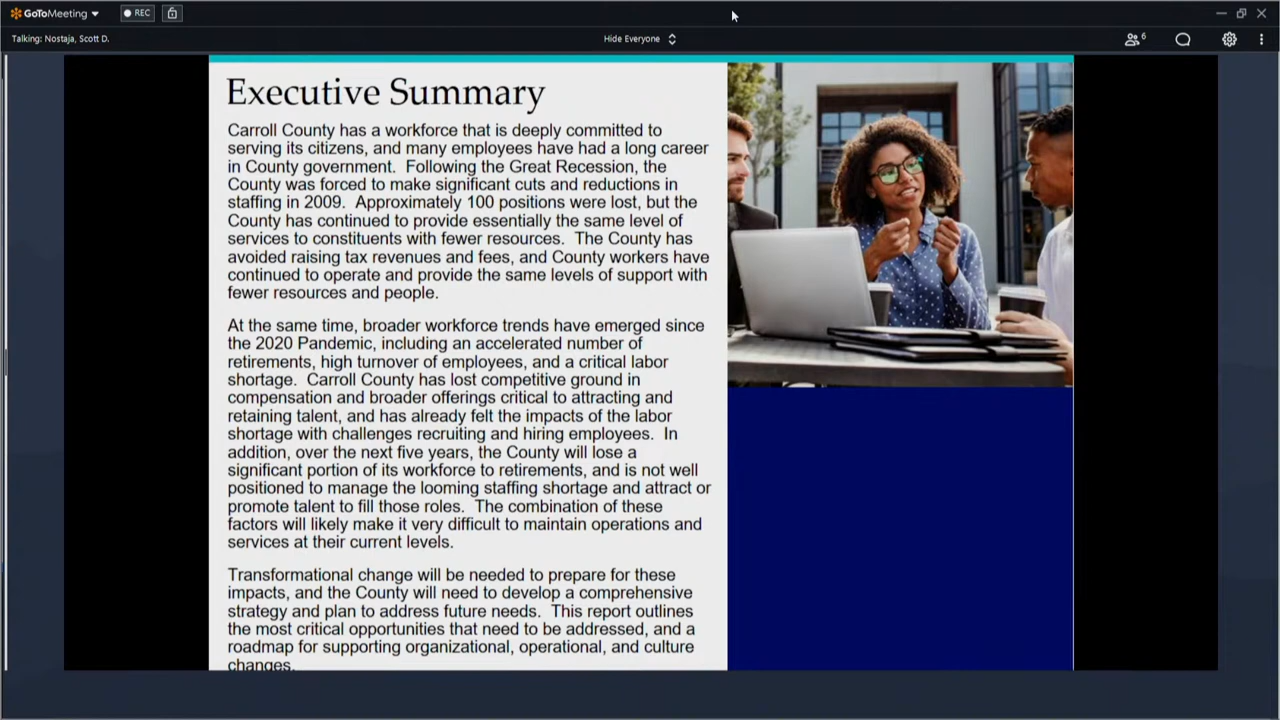 GoToMeeting
REC
Talking: Nostaja, Scott D.
Hide Everyone
6
Executive Summary
Carroll County has a workforce that is deeply committed to
serving its citizens, and many employees have had a long career
in County government. Following the Great Recession, the
County was forced to make significant cuts and reductions in
staffing in 2009. Approximately 100 positions were lost, but the
County has continued to provide essentially the same level of
services to constituents with fewer resources. The County has
avoided raising tax revenues and fees, and County workers have
continued to operate and provide the same levels of support with
fewer resources and people.
At the same time, broader workforce trends have emerged since
the 2020 Pandemic, including an accelerated number of
retirements, high turnover of employees, and a critical labor
shortage. Carroll County has lost competitive ground in
compensation and broader offerings critical to attracting and
retaining talent, and has already felt the impacts of the labor
shortage with challenges recruiting and hiring employees. In
addition, over the next five years, the County will lose a
significant portion of its workforce to retirements, and is not well
positioned to manage the looming staffing shortage and attract or
promote talent to fill those roles. The combination of these
factors will likely make it very difficult to maintain operations and
services at their current levels.
Transformational change will be needed to prepare for these
impacts, and the County will need to develop a comprehensive
strategy and plan to address future needs. This report outlines
the most critical opportunities that need to be addressed, and a
roadmap for supporting organizational, operational, and culture
changes.